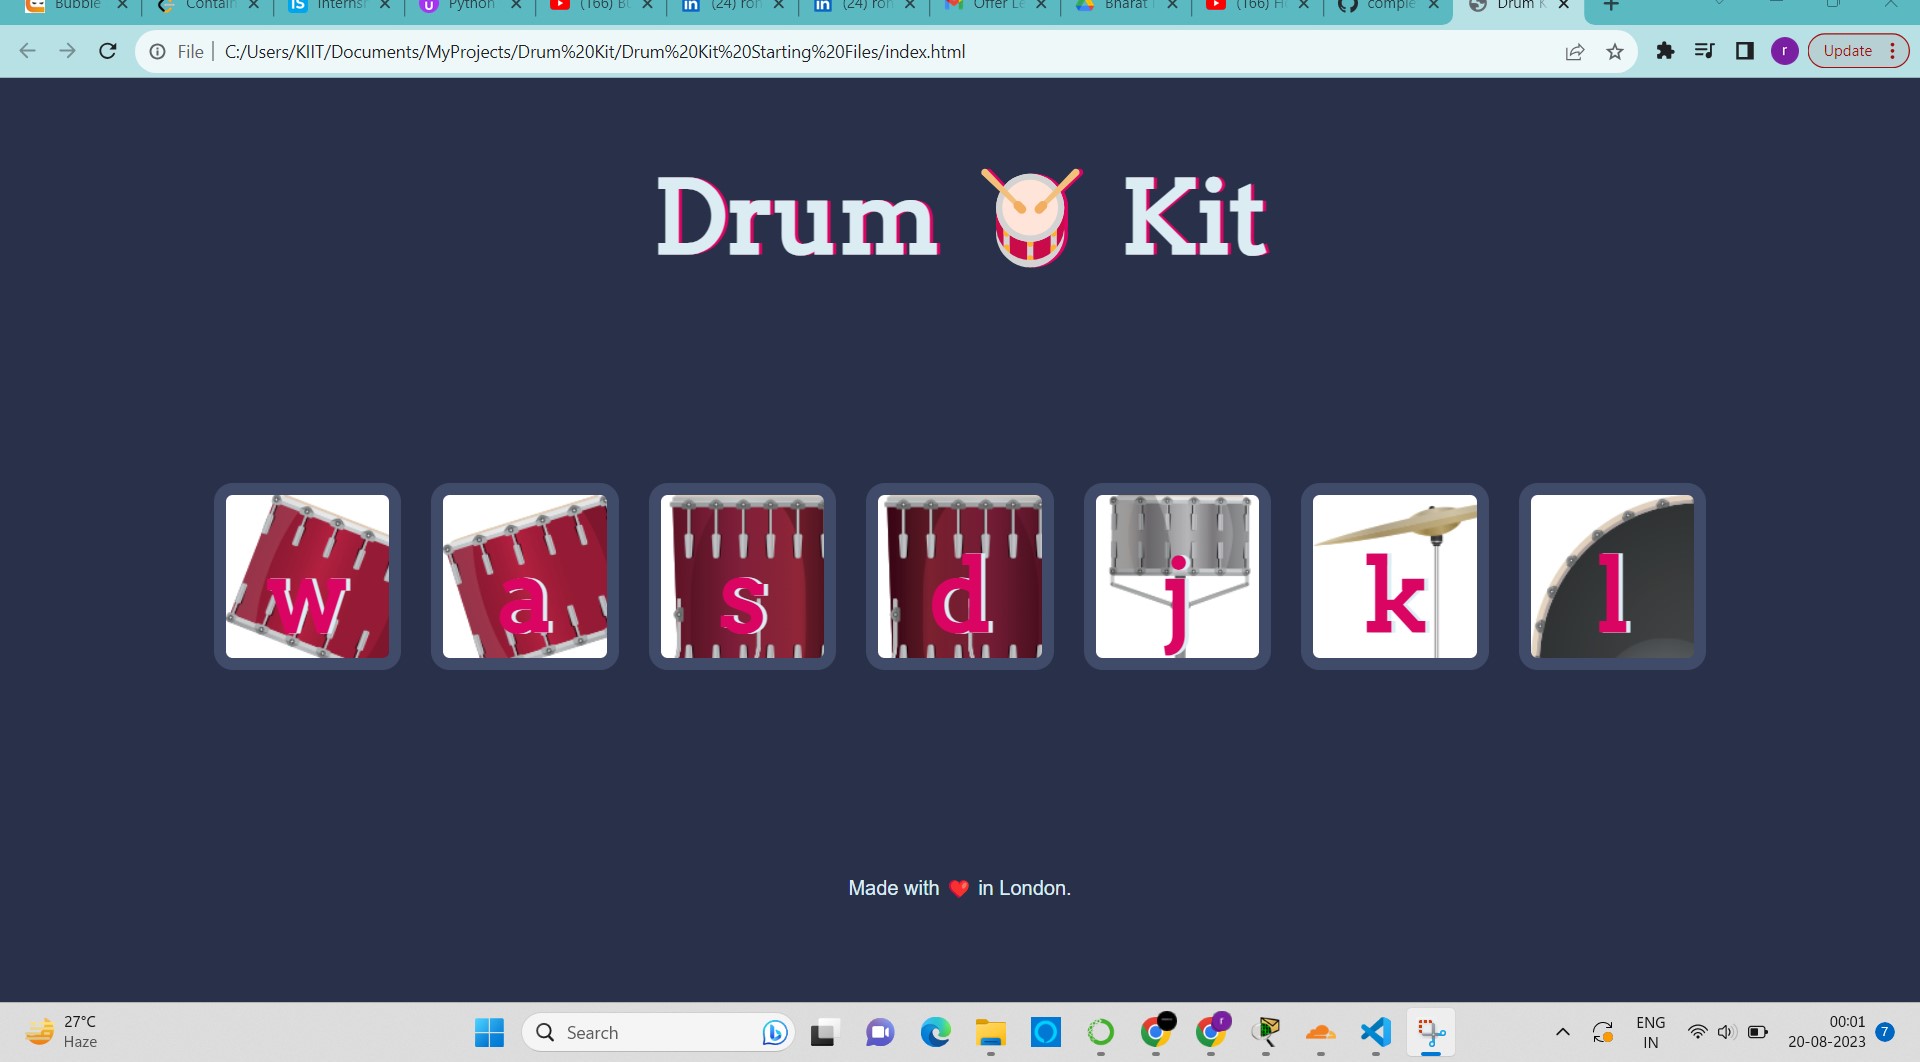 Bubble
Contain
Internsh
Python
(166)
(24) ron
(24) ron
Offer Le
Bharat
(166)
comple
Drum K
File | C:/Users/KIIT/Documents/MyProjects/Drum%20Kit/Drum%20Kit%20Starting%20Files/index.html
r
Update
Drum Kit
w a s d j k l
Made with ❤️ in London.
27°C
Haze
Search
ENG
IN
00:01
20-08-2023
7